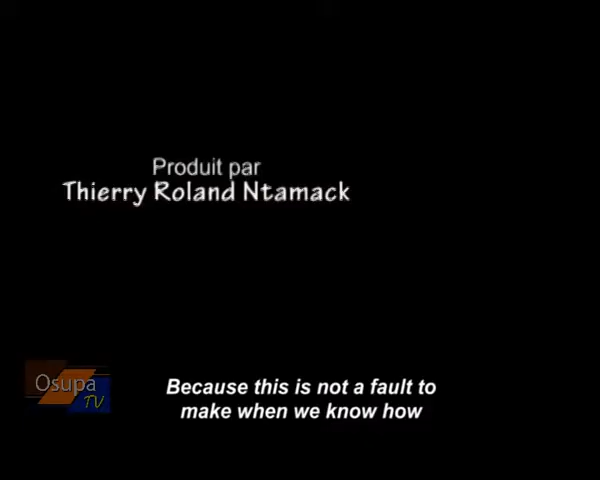 Produit par
Thierry Roland Ntamack
Osupa
TV
Because this is not a fault to
make when we know how